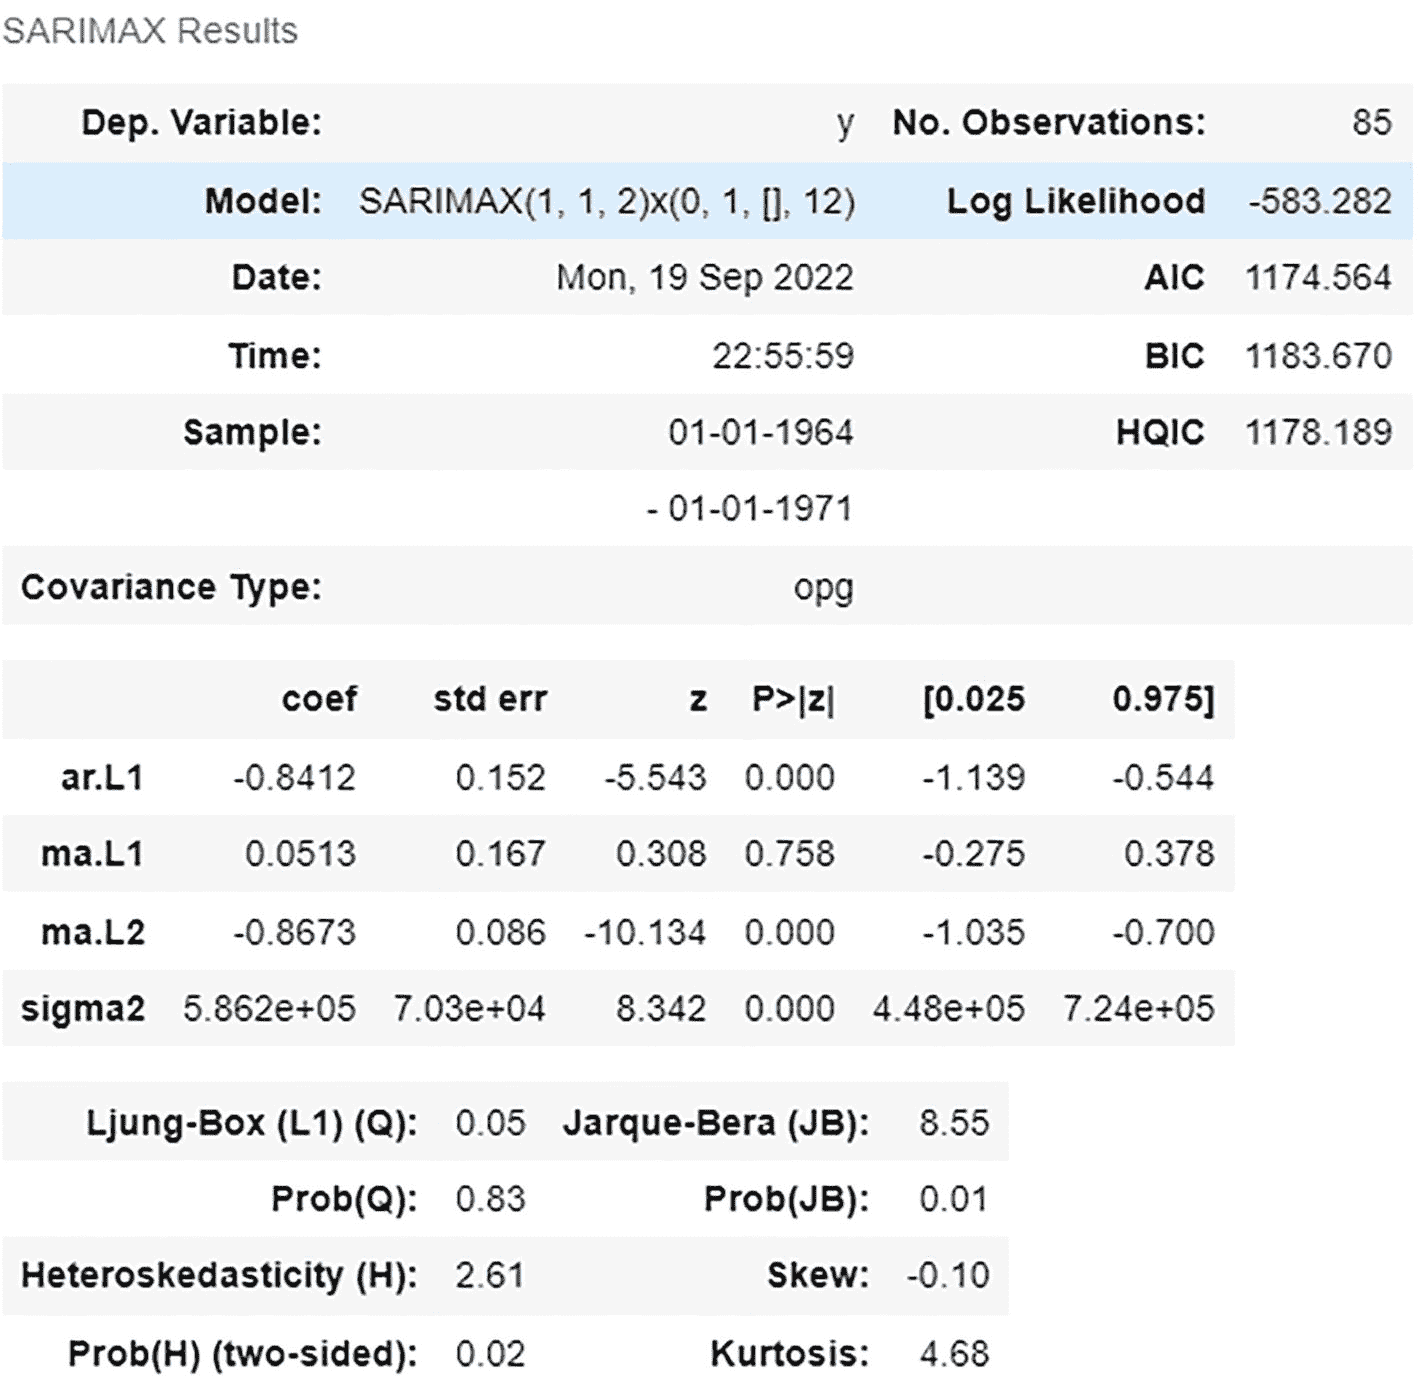 SARIMAX Results
Dep. Variable: y No. Observations: 85
Model: SARIMAX(1, 1, 2)x(0, 1, [], 12) Log Likelihood -583.282
Date: Mon, 19 Sep 2022 AIC 1174.564
Time: 22:55:59 BIC 1183.670
Sample: 01-01-1964 HQIC 1178.189
- 01-01-1971
Covariance Type: opg
coef std err z P>|z| [0.025 0.975]
ar.L1 -0.8412 0.152 -5.543 0.000 -1.139 -0.544
ma.L1 0.0513 0.167 0.308 0.758 -0.275 0.378
ma.L2 -0.8673 0.086 -10.134 0.000 -1.035 -0.700
sigma2 5.862e+05 7.03e+04 8.342 0.000 4.48e+05 7.24e+05
Ljung-Box (L1) (Q): 0.05 Jarque-Bera (JB): 8.55
Prob(Q): 0.83 Prob(JB): 0.01
Heteroskedasticity (H): 2.61 Skew: -0.10
Prob(H) (two-sided): 0.02 Kurtosis: 4.68